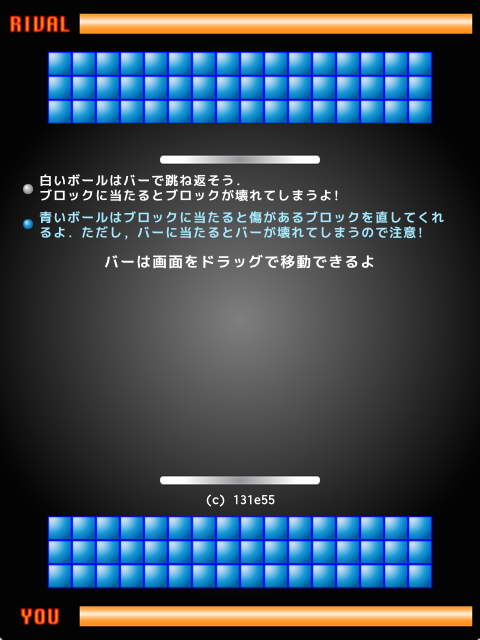 RIVAL
白いボールはバーで跳ね返そう.
ブロックに当たるとブロックが壊れてしまうよ!
青いボールはブロックに当たると傷があるブロックを直してくれ
るよ. ただし, バーに当たるとバーが壊れてしまうので注意!
バーは画面をドラッグで移動できるよ
(c) 131e55
YOU